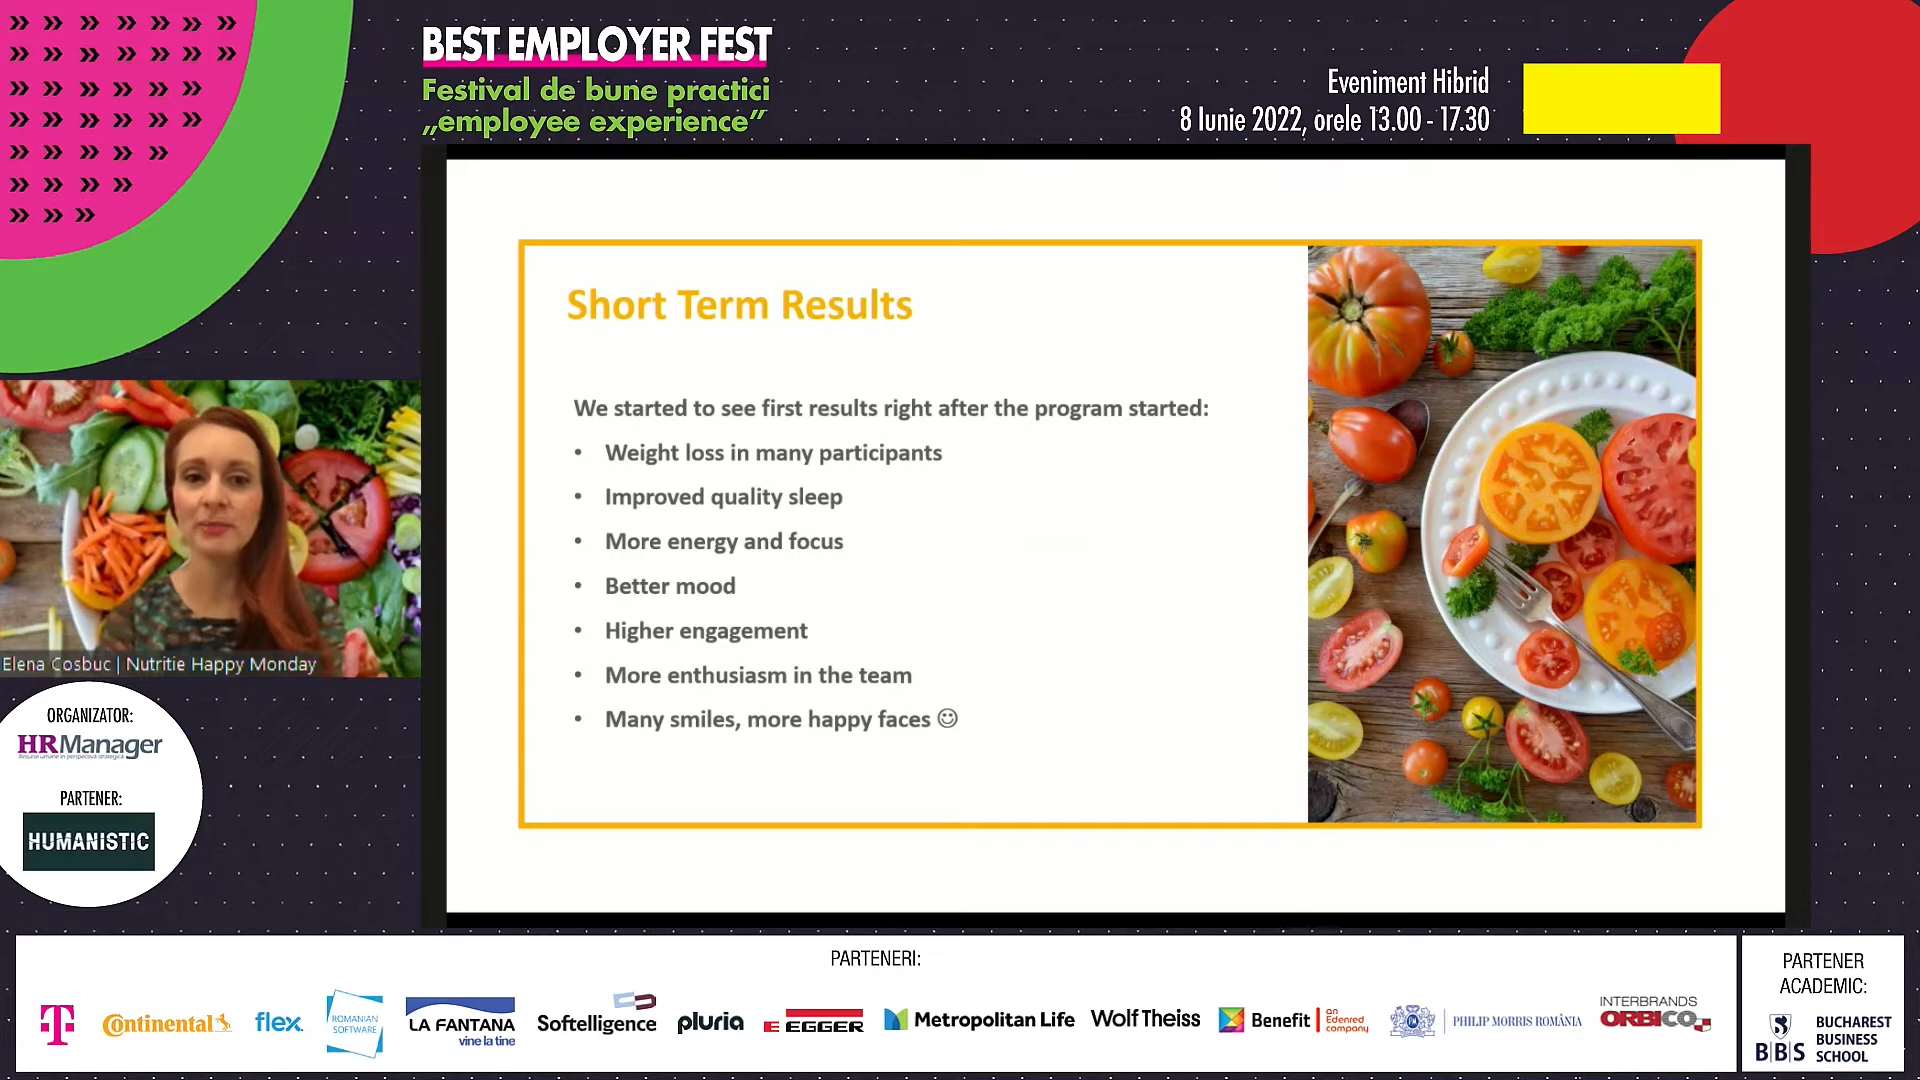 BEST EMPLOYER FEST
Festival de bune practici
„employee experience”
Eveniment Hibrid
8 Iunie 2022, orele 13.00 - 17.30
Short Term Results
We started to see first results right after the program started:
• Weight loss in many participants
• Improved quality sleep
• More energy and focus
• Better mood
• Higher engagement
• More enthusiasm in the team
• Many smiles, more happy faces ☺
Elena Cosbuc | Nutritie Happy Monday
ORGANIZATOR:
HRManager
Resurse umane în perspectivă strategică
PARTENER:
HUMANISTIC
PARTENERI:
T
Continental
flex.
ROMANIAN
SOFTWARE
LA FANTANA
vine la tine
Softelligence
pluria
E EGGER
Metropolitan Life
Wolf Theiss
Benefit
an
Edenred
company
PHILIP MORRIS ROMÂNIA
INTERBRANDS
ORBICO
PARTENER
ACADEMIC:
B|B|S
BUCHAREST
BUSINESS
SCHOOL